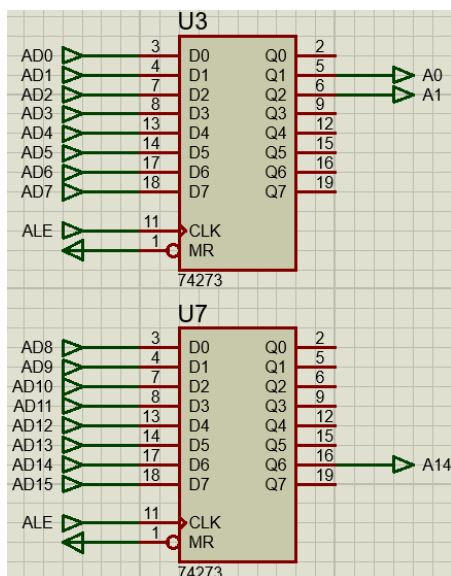 U3
AD0 3 D0 Q0 2
AD1 4 D1 Q1 5 A0
AD2 7 D2 Q2 6 A1
AD3 8 D3 Q3 9
AD4 13 D4 Q4 12
AD5 14 D5 Q5 15
AD6 17 D6 Q6 16
AD7 18 D7 Q7 19
ALE 11 CLK
1 MR
74273
U7
AD8 3 D0 Q0 2
AD9 4 D1 Q1 5
AD10 7 D2 Q2 6
AD11 8 D3 Q3 9
AD12 13 D4 Q4 12
AD13 14 D5 Q5 15
AD14 17 D6 Q6 16 A14
AD15 18 D7 Q7 19
ALE 11 CLK
1 MR
74273